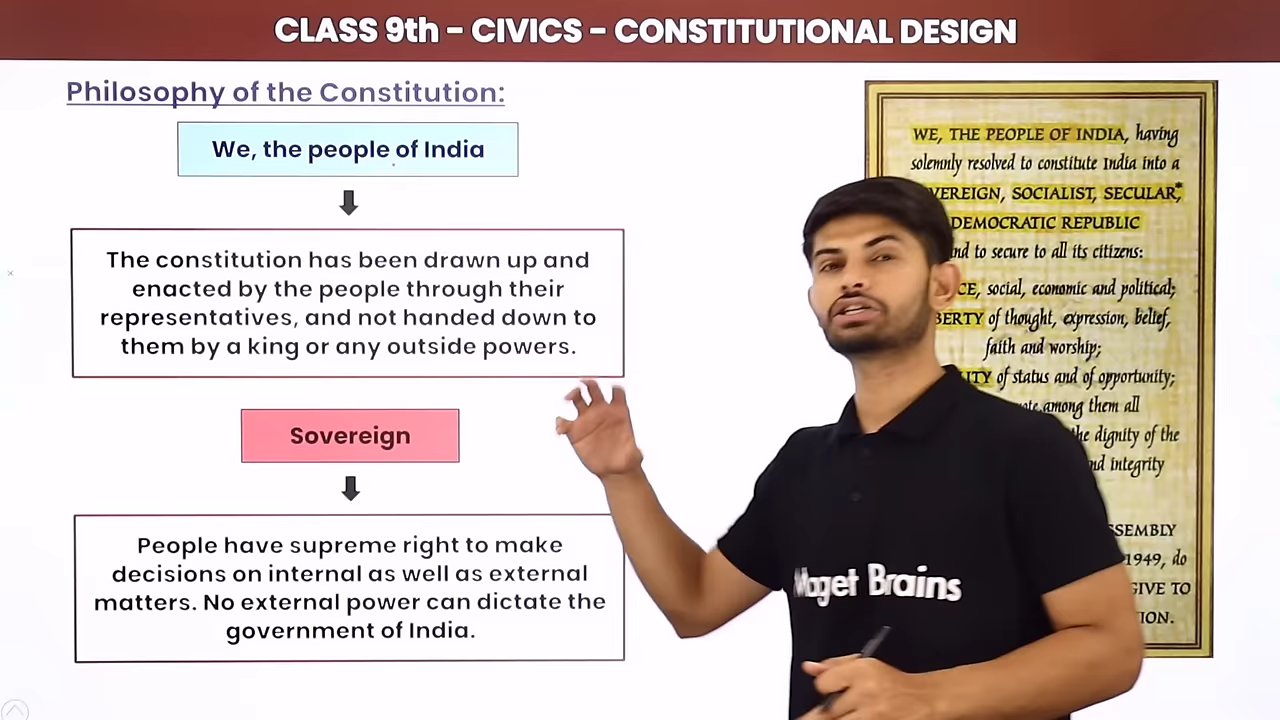 CLASS 9th - CIVICS - CONSTITUTIONAL DESIGN
Philosophy of the Constitution:
We, the people of India
The constitution has been drawn up and
enacted by the people through their
representatives, and not handed down to
them by a king or any outside powers.
Sovereign
People have supreme right to make
decisions on internal as well as external
matters. No external power can dictate the
government of India.
WE, THE PEOPLE OF INDIA, having
solemnly resolved to constitute India into a
SOCIALIST, SECULAR,*
DEMOCRATIC REPUBLIC
to secure to all its citizens:
social, economic and political;
of thought, expression, belief,
faith and worship;
of status and of opportunity;
among them all
dignity of the
integrity
1949, do
TO
Brains